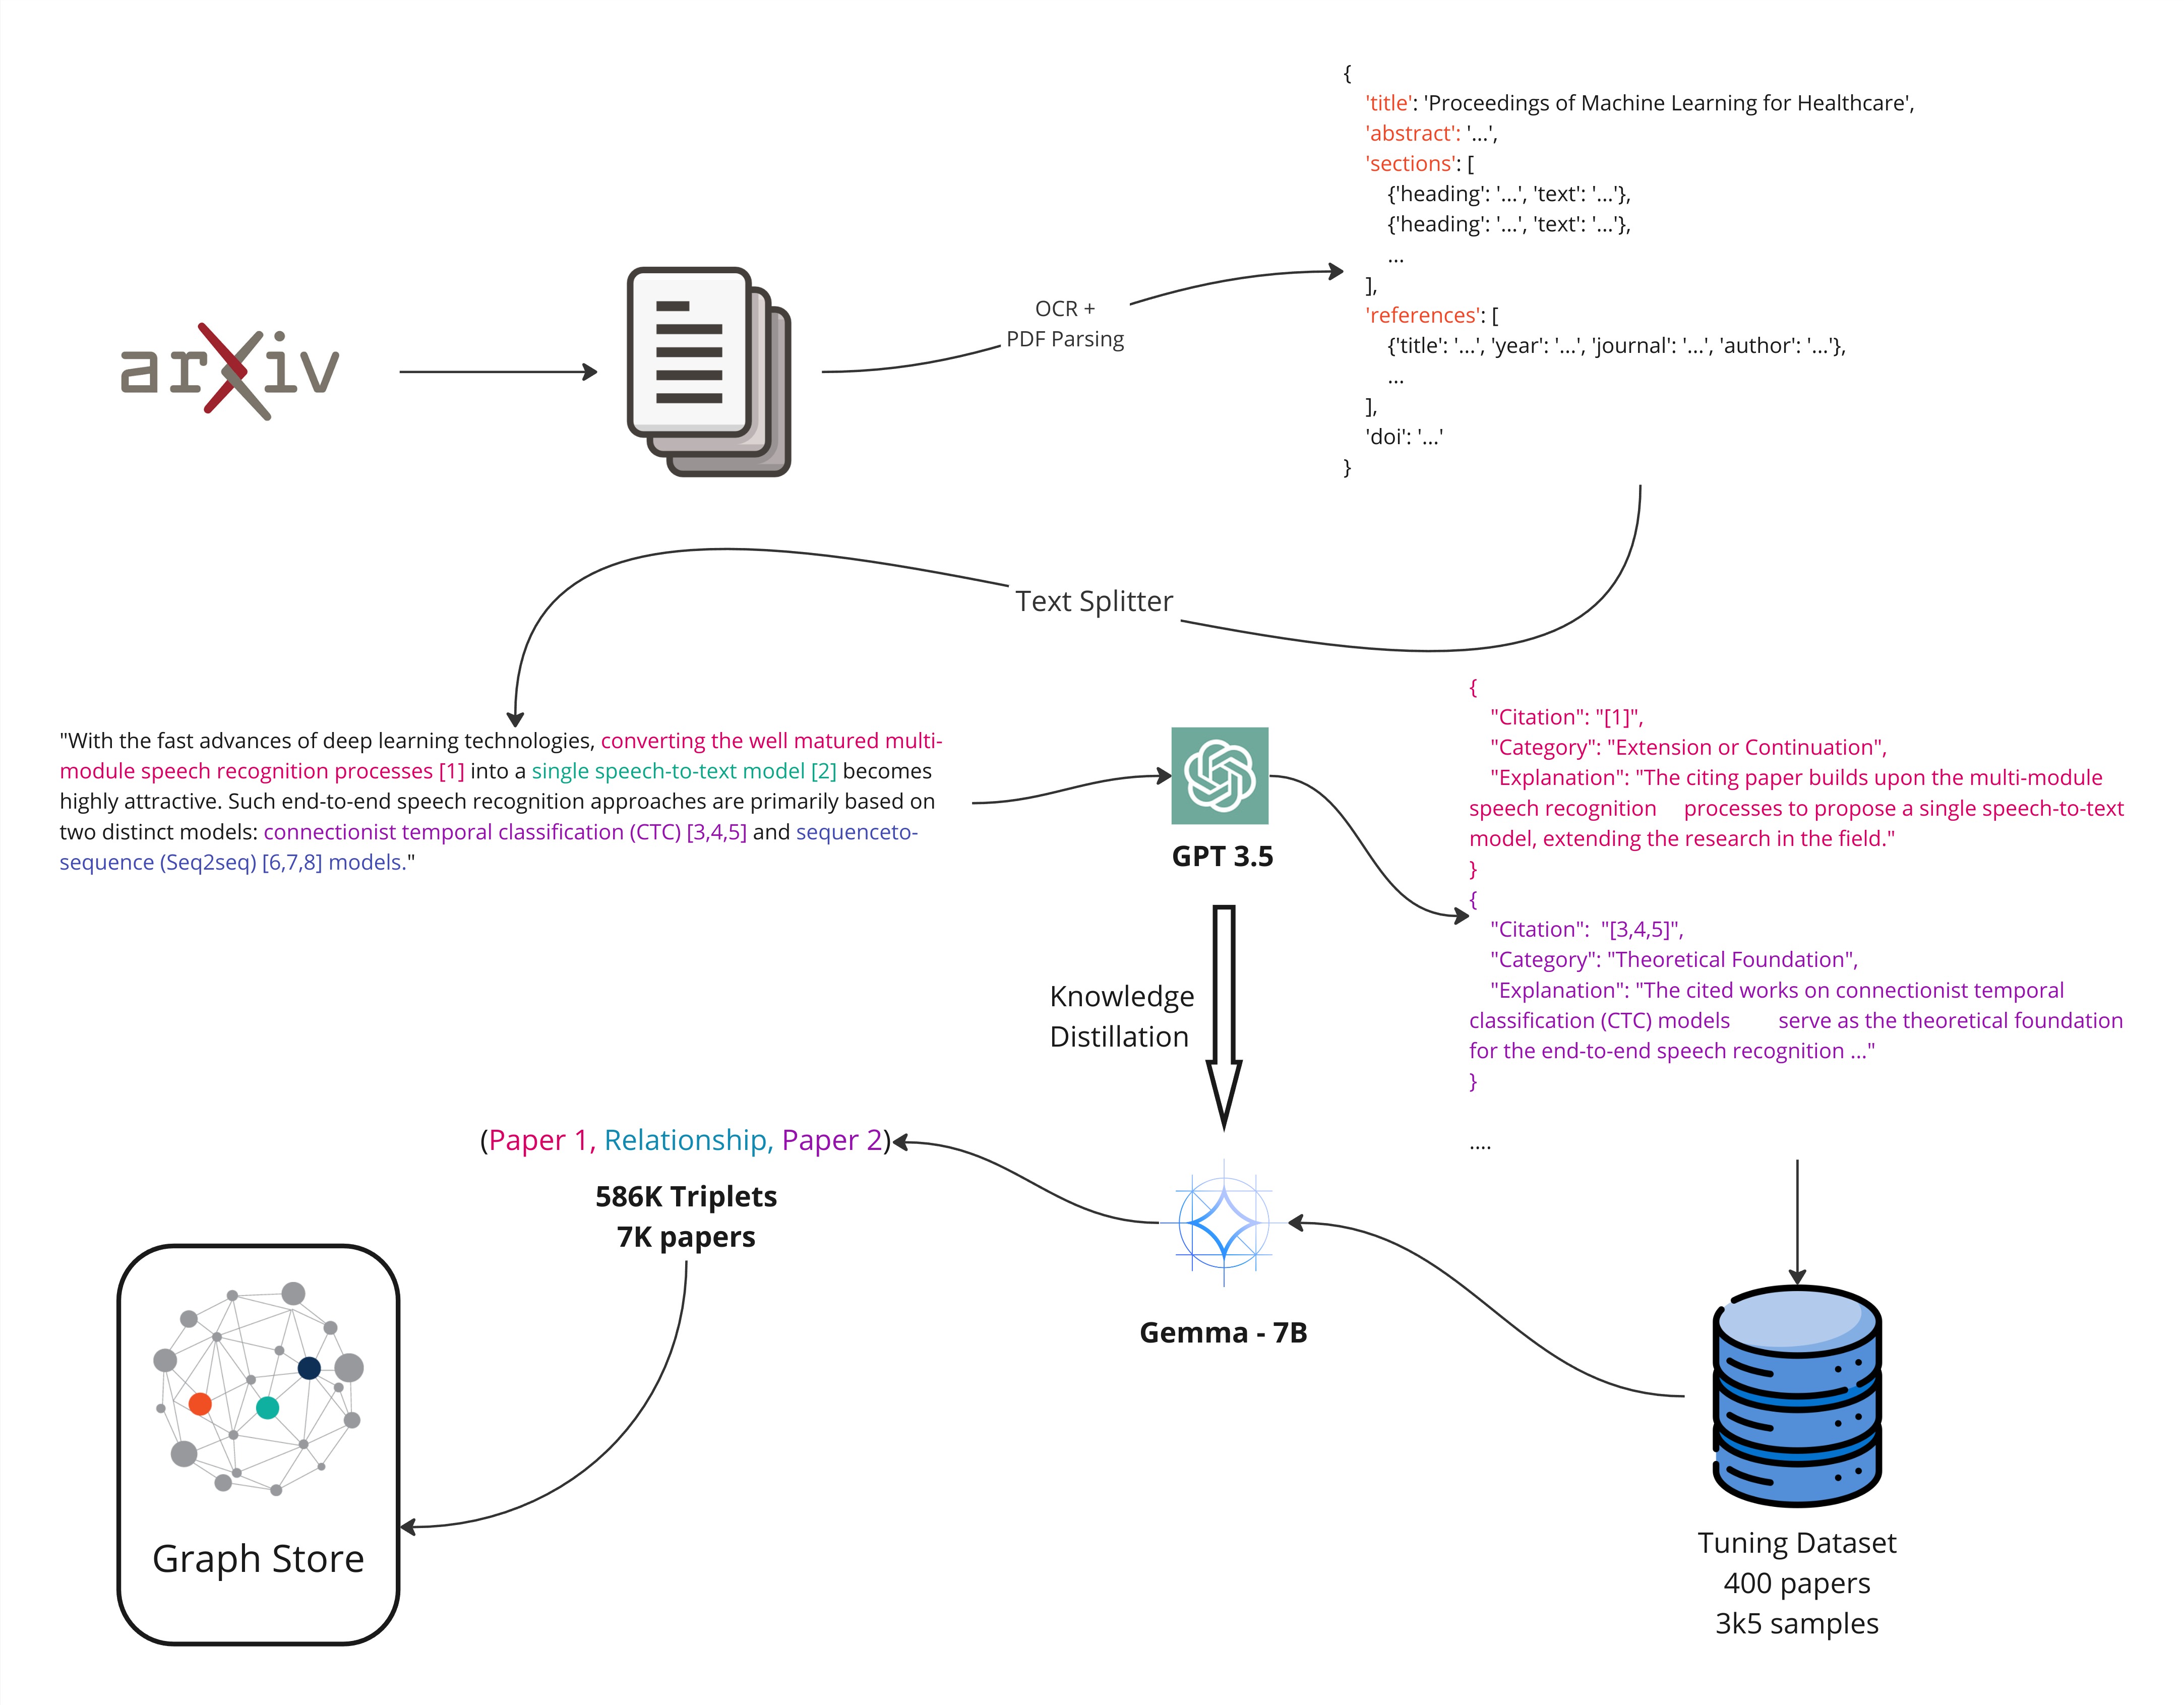 arXiv
OCR +
PDF Parsing
{
'title': 'Proceedings of Machine Learning for Healthcare',
'abstract': '...',
'sections': [
{'heading': '...', 'text': '...'},
{'heading': '...', 'text': '...'},
...
],
'references': [
{'title': '...', 'year': '...', 'journal': '...', 'author': '...'},
...
],
'doi': '...'
}
Text Splitter
"With the fast advances of deep learning technologies, converting the well matured multi-
module speech recognition processes [1] into a single speech-to-text model [2] becomes
highly attractive. Such end-to-end speech recognition approaches are primarily based on
two distinct models: connectionist temporal classification (CTC) [3,4,5] and sequenceto-
sequence (Seq2seq) [6,7,8] models."
GPT 3.5
{
"Citation": "[1]",
"Category": "Extension or Continuation",
"Explanation": "The citing paper builds upon the multi-module
speech recognition processes to propose a single speech-to-text
model, extending the research in the field."
}
{
"Citation": "[3,4,5]",
"Category": "Theoretical Foundation",
"Explanation": "The cited works on connectionist temporal
classification (CTC) models serve as the theoretical foundation
for the end-to-end speech recognition ..."
}
....
Knowledge
Distillation
(Paper 1, Relationship, Paper 2)
586K Triplets
7K papers
Gemma - 7B
Graph Store
Tuning Dataset
400 papers
3k5 samples